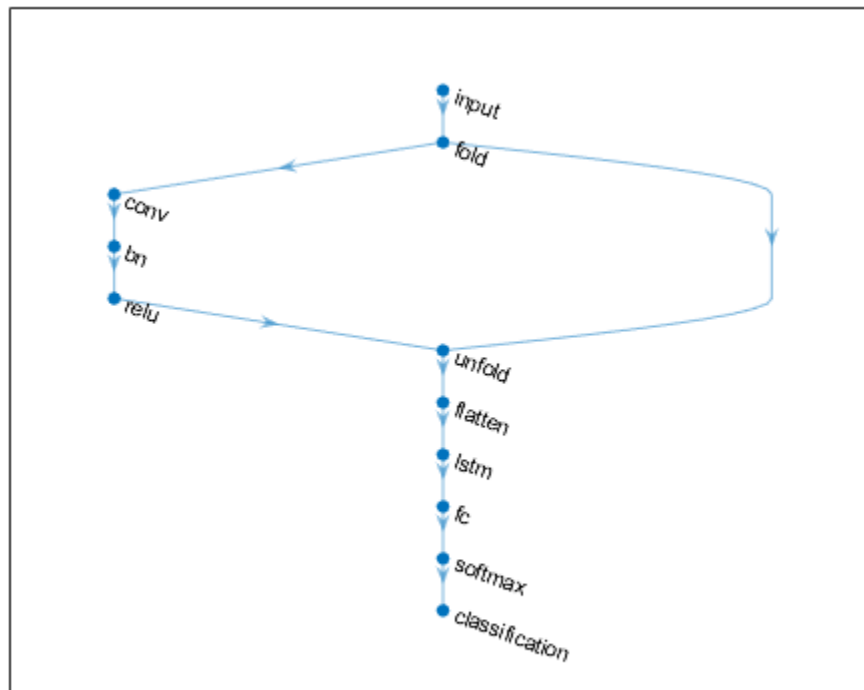 input
fold
conv
bn
relu
unfold
flatten
lstm
fc
softmax
classification